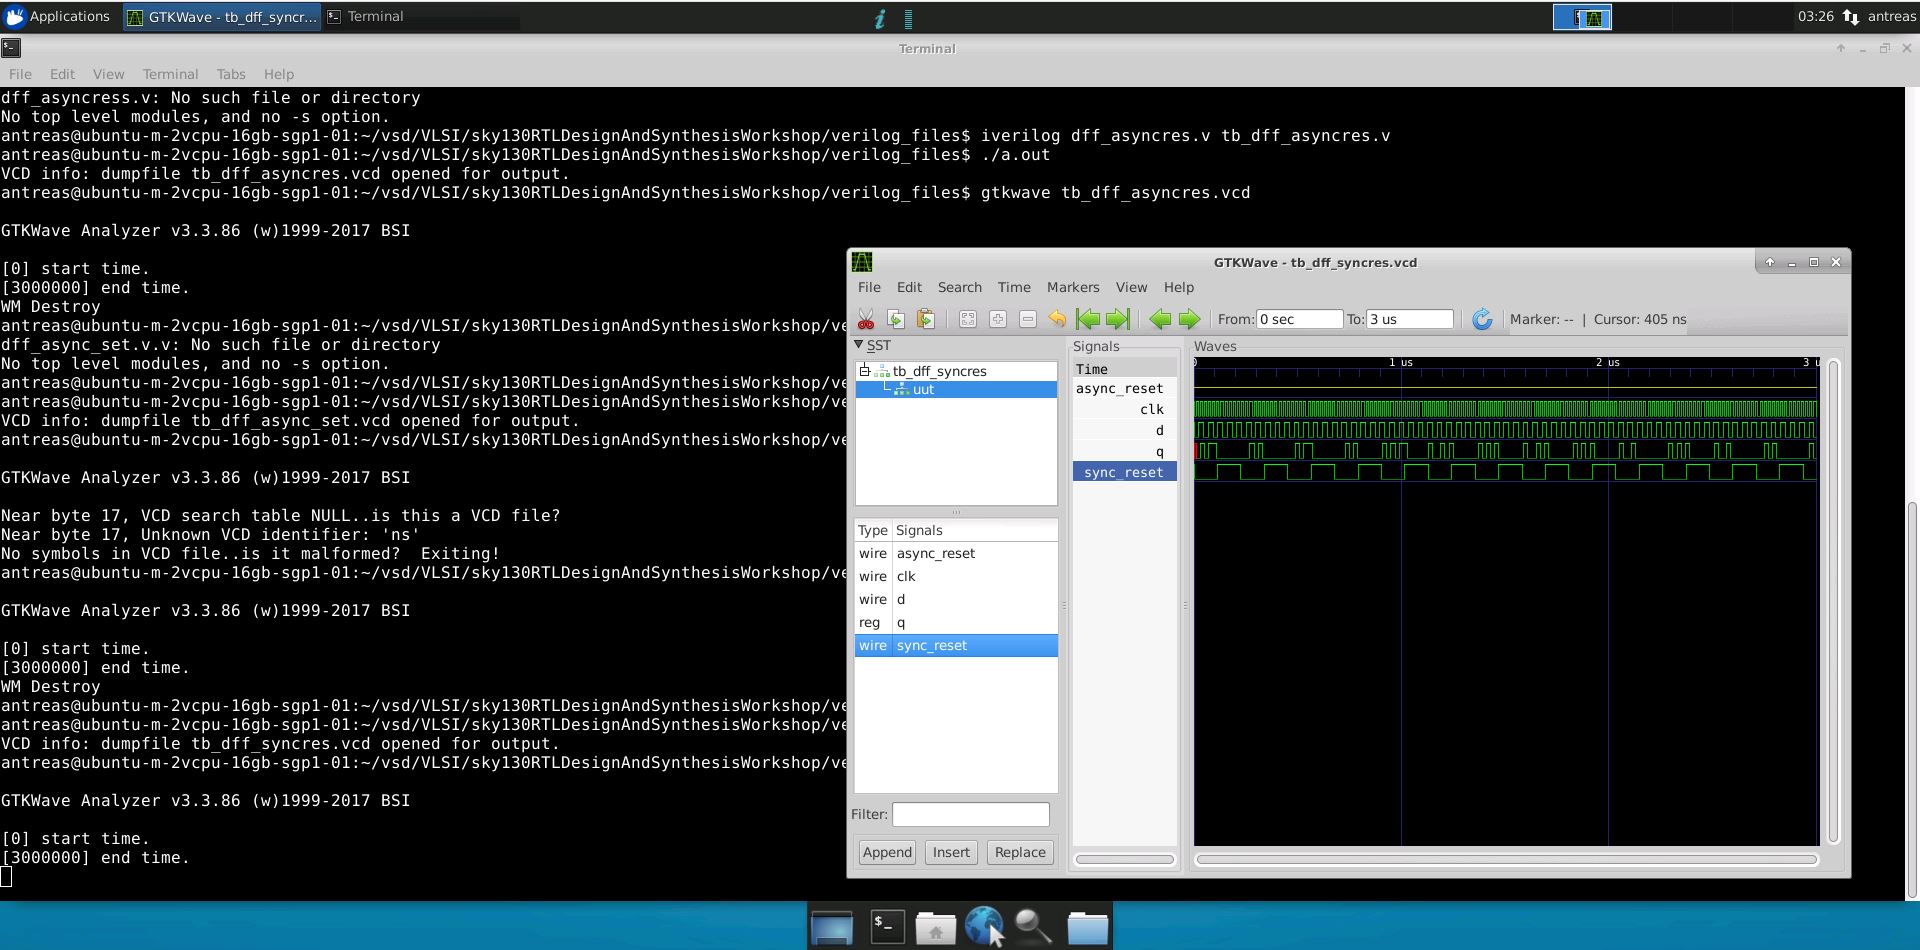 Applications GTKWave - tb_dff_syncr... Terminal 03:26 antreas
Terminal
File Edit View Terminal Tabs Help
dff_asyncress.v: No such file or directory
No top level modules, and no -s option.
antreas@ubuntu-m-2vcpu-16gb-sgp1-01:~/vsd/VLSI/sky130RTLDesignAndSynthesisWorkshop/verilog_files$ iverilog dff_asyncres.v tb_dff_asyncres.v
antreas@ubuntu-m-2vcpu-16gb-sgp1-01:~/vsd/VLSI/sky130RTLDesignAndSynthesisWorkshop/verilog_files$ ./a.out
VCD info: dumpfile tb_dff_asyncres.vcd opened for output.
antreas@ubuntu-m-2vcpu-16gb-sgp1-01:~/vsd/VLSI/sky130RTLDesignAndSynthesisWorkshop/verilog_files$ gtkwave tb_dff_asyncres.vcd
GTKWave Analyzer v3.3.86 (w)1999-2017 BSI
[0] start time.
[3000000] end time.
WM Destroy
antreas@ubuntu-m-2vcpu-16gb-sgp1-01:~/vsd/VLSI/sky130RTLDesignAndSynthesisWorkshop/ve
dff_async_set.v.v: No such file or directory
No top level modules, and no -s option.
antreas@ubuntu-m-2vcpu-16gb-sgp1-01:~/vsd/VLSI/sky130RTLDesignAndSynthesisWorkshop/ve
antreas@ubuntu-m-2vcpu-16gb-sgp1-01:~/vsd/VLSI/sky130RTLDesignAndSynthesisWorkshop/ve
VCD info: dumpfile tb_dff_async_set.vcd opened for output.
antreas@ubuntu-m-2vcpu-16gb-sgp1-01:~/vsd/VLSI/sky130RTLDesignAndSynthesisWorkshop/ve
GTKWave Analyzer v3.3.86 (w)1999-2017 BSI
Near byte 17, VCD search table NULL..is this a VCD file?
Near byte 17, Unknown VCD identifier: 'ns'
No symbols in VCD file..is it malformed?  Exiting!
antreas@ubuntu-m-2vcpu-16gb-sgp1-01:~/vsd/VLSI/sky130RTLDesignAndSynthesisWorkshop/ve
GTKWave Analyzer v3.3.86 (w)1999-2017 BSI
[0] start time.
[3000000] end time.
WM Destroy
antreas@ubuntu-m-2vcpu-16gb-sgp1-01:~/vsd/VLSI/sky130RTLDesignAndSynthesisWorkshop/ve
antreas@ubuntu-m-2vcpu-16gb-sgp1-01:~/vsd/VLSI/sky130RTLDesignAndSynthesisWorkshop/ve
VCD info: dumpfile tb_dff_syncres.vcd opened for output.
antreas@ubuntu-m-2vcpu-16gb-sgp1-01:~/vsd/VLSI/sky130RTLDesignAndSynthesisWorkshop/ve
GTKWave Analyzer v3.3.86 (w)1999-2017 BSI
[0] start time.
[3000000] end time.
GTKWave - tb_dff_syncres.vcd
File Edit Search Time Markers View Help
From: 0 sec To: 3 us Marker: -- | Cursor: 405 ns
SST
tb_dff_syncres
uut
Type Signals
wire async_reset
wire clk
wire d
reg q
wire sync_reset
Filter:
Append Insert Replace
Signals
Time
async_reset
clk
d
q
sync_reset
Waves
0 1 us 2 us 3 u
$_